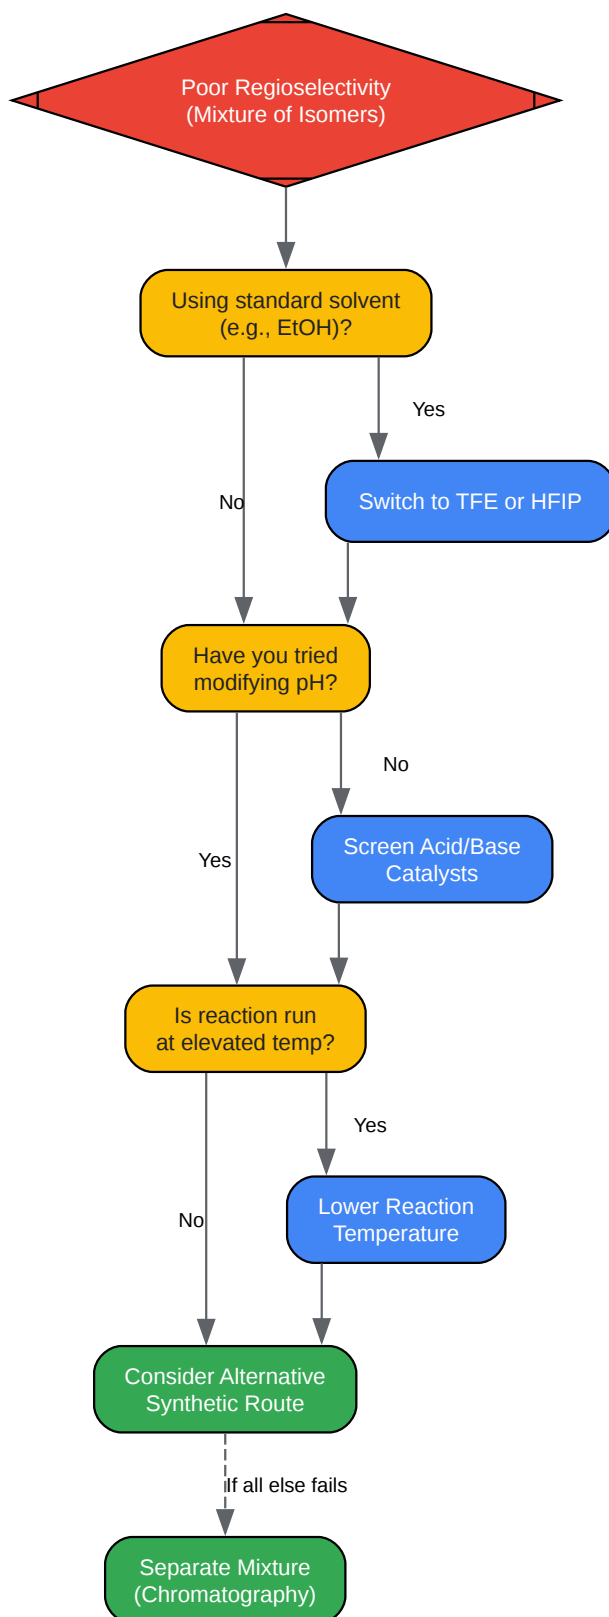 Poor Regioselectivity
(Mixture of Isomers)
Using standard solvent
(e.g., EtOH)?
Yes
No
Switch to TFE or HFIP
Have you tried
modifying pH?
No
Yes
Screen Acid/Base
Catalysts
Is reaction run
at elevated temp?
Yes
No
Lower Reaction
Temperature
Consider Alternative
Synthetic Route
If all else fails
Separate Mixture
(Chromatography)